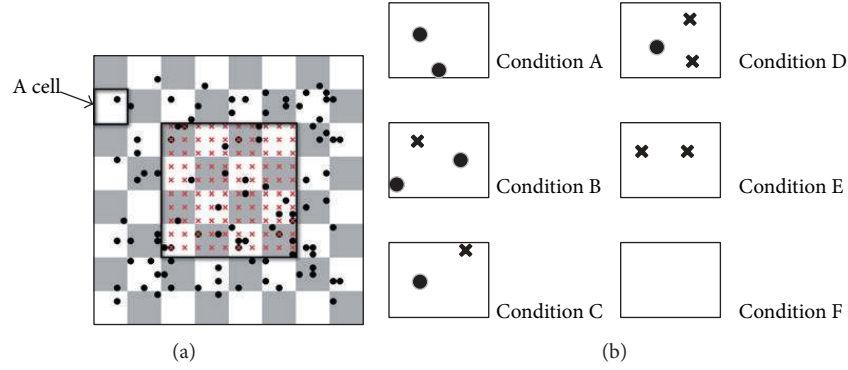 A cell
Condition A
Condition D
Condition B
Condition E
Condition C
Condition F
(a)
(b)